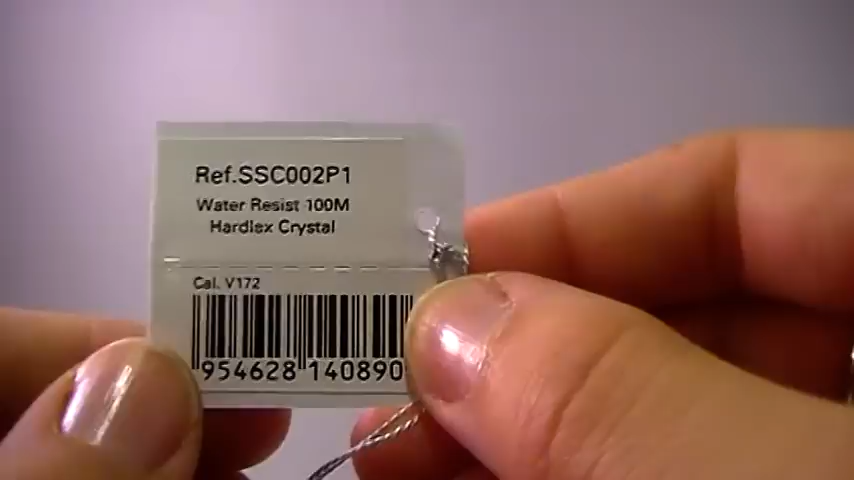 Ref.SSC002P1
Water Resist 100M
Hardlex Crystal
Cal. V172
954628 140890